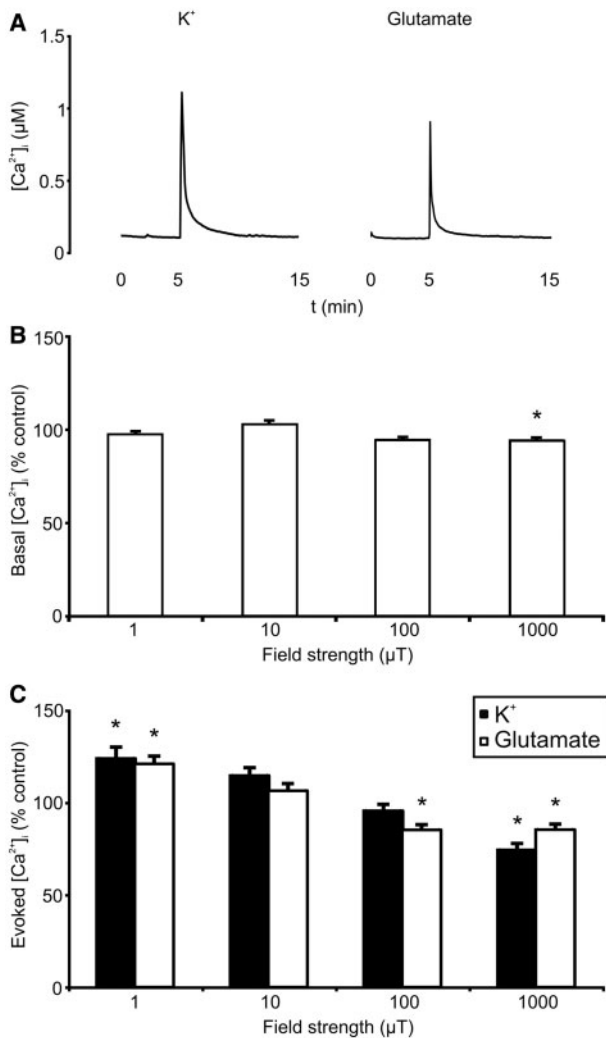 A
K⁺ Glutamate
[Ca²⁺]ᵢ (µM)
1.5
1
0.5
0
0 5 15 0 5 15
t (min)
B
Basal [Ca²⁺]ᵢ (% control)
150
100
50
0
*
1 10 100 1000
Field strength (µT)
C
Evoked [Ca²⁺]ᵢ (% control)
150
100
50
0
K⁺
Glutamate
* * * * *
1 10 100 1000
Field strength (µT)